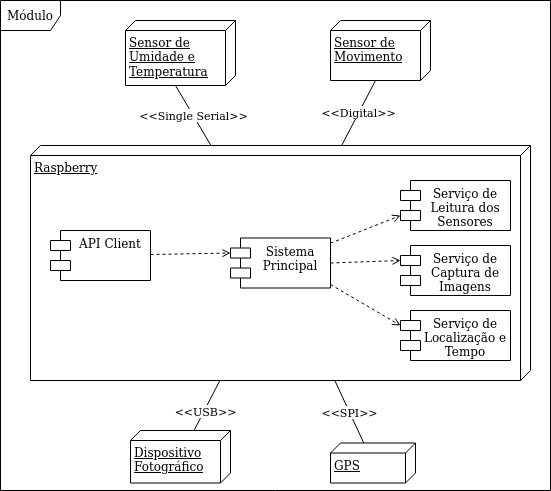 Módulo
Sensor de
Umidade e
Temperatura
Sensor de
Movimento
<<Single Serial>>
<<Digital>>
Raspberry
API Client
Sistema
Principal
Serviço de
Leitura dos
Sensores
Serviço de
Captura de
Imagens
Serviço de
Localização e
Tempo
<<USB>>
<<SPI>>
Dispositivo
Fotográfico
GPS